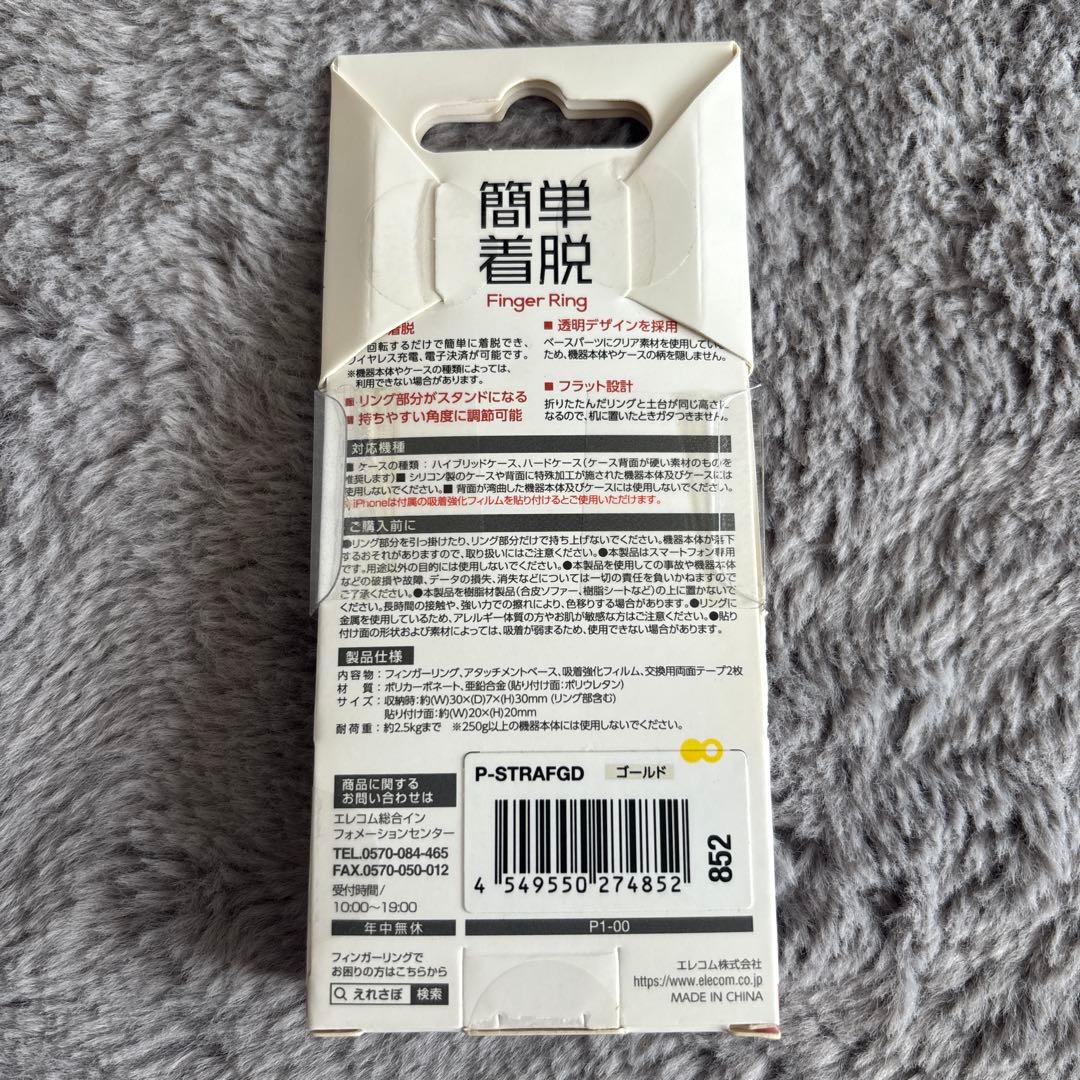 簡単
着脱
Finger Ring
着脱
回転するだけで簡単に着脱でき、
イヤレス充電、電子決済が可能です。
※機器本体やケースの種類によっては、
利用できない場合があります。
■ リング部分がスタンドになる
■ 持ちやすい角度に調節可能
■ 透明デザインを採用
ベースパーツにクリア素材を使用してい
ため、機器本体やケースの柄を隠しません。
■ フラット設計
折りたたんだリングと土台が同じ高さに
なるので、机に置いたときガタつきません。
対応機種
■ ケースの種類：ハイブリッドケース、ハードケース（ケース背面が硬い素材のものを
推奨します）■ シリコン製のケースや背面に特殊加工が施された機器本体及びケースには
使用しないでください。■ 背面が湾曲した機器本体及びケースには使用しないでください。
iPhoneは付属の吸着強化フィルムを貼り付けるとご使用いただけます。
ご購入前に
●リング部分を引っ掛けたり、リング部分だけで持ち上げないでください。機器本体が落下
するおそれがありますので、取り扱いにはご注意ください。●本製品はスマートフォン専用
です。用途以外の目的には使用しないでください。●本製品を使用しての事故や機器本体
などの破損や故障、データの損失、消失などについては一切の責任を負いかねますので
ご了承ください。●本製品を樹脂材製品（合皮ソファー、樹脂シートなど）の上に置かないで
ください。長時間の接触や、強い力での擦れにより、色移りする場合があります。●リングに
金属を使用しているため、アレルギー体質の方やお肌が敏感な方はご注意ください。●貼り
付け面の形状および素材によっては、吸着が弱まるため、使用できない場合があります。
製品仕様
内容物：フィンガーリング、アタッチメントベース、吸着強化フィルム、交換用両面テープ2枚
材　質：ポリカーボネート、亜鉛合金（貼り付け面：ポリウレタン）
サイズ：収納時：約(W)30×(D)7×(H)30mm (リング部含む)
貼り付け面：約(W)20×(H)20mm
耐荷重：約2.5kgまで　※250g以上の機器本体には使用しないでください。
商品に関する
お問い合わせは
エレコム総合イン
フォメーションセンター
TEL.0570-084-465
FAX.0570-050-012
受付時間/
10:00～19:00
年中無休
フィンガーリングで
お困りの方はこちらから
えれさぽ 検索
P-STRAFGD ゴールド
4 549550 274852
852
P1-00
エレコム株式会社
https://www.elecom.co.jp
MADE IN CHINA